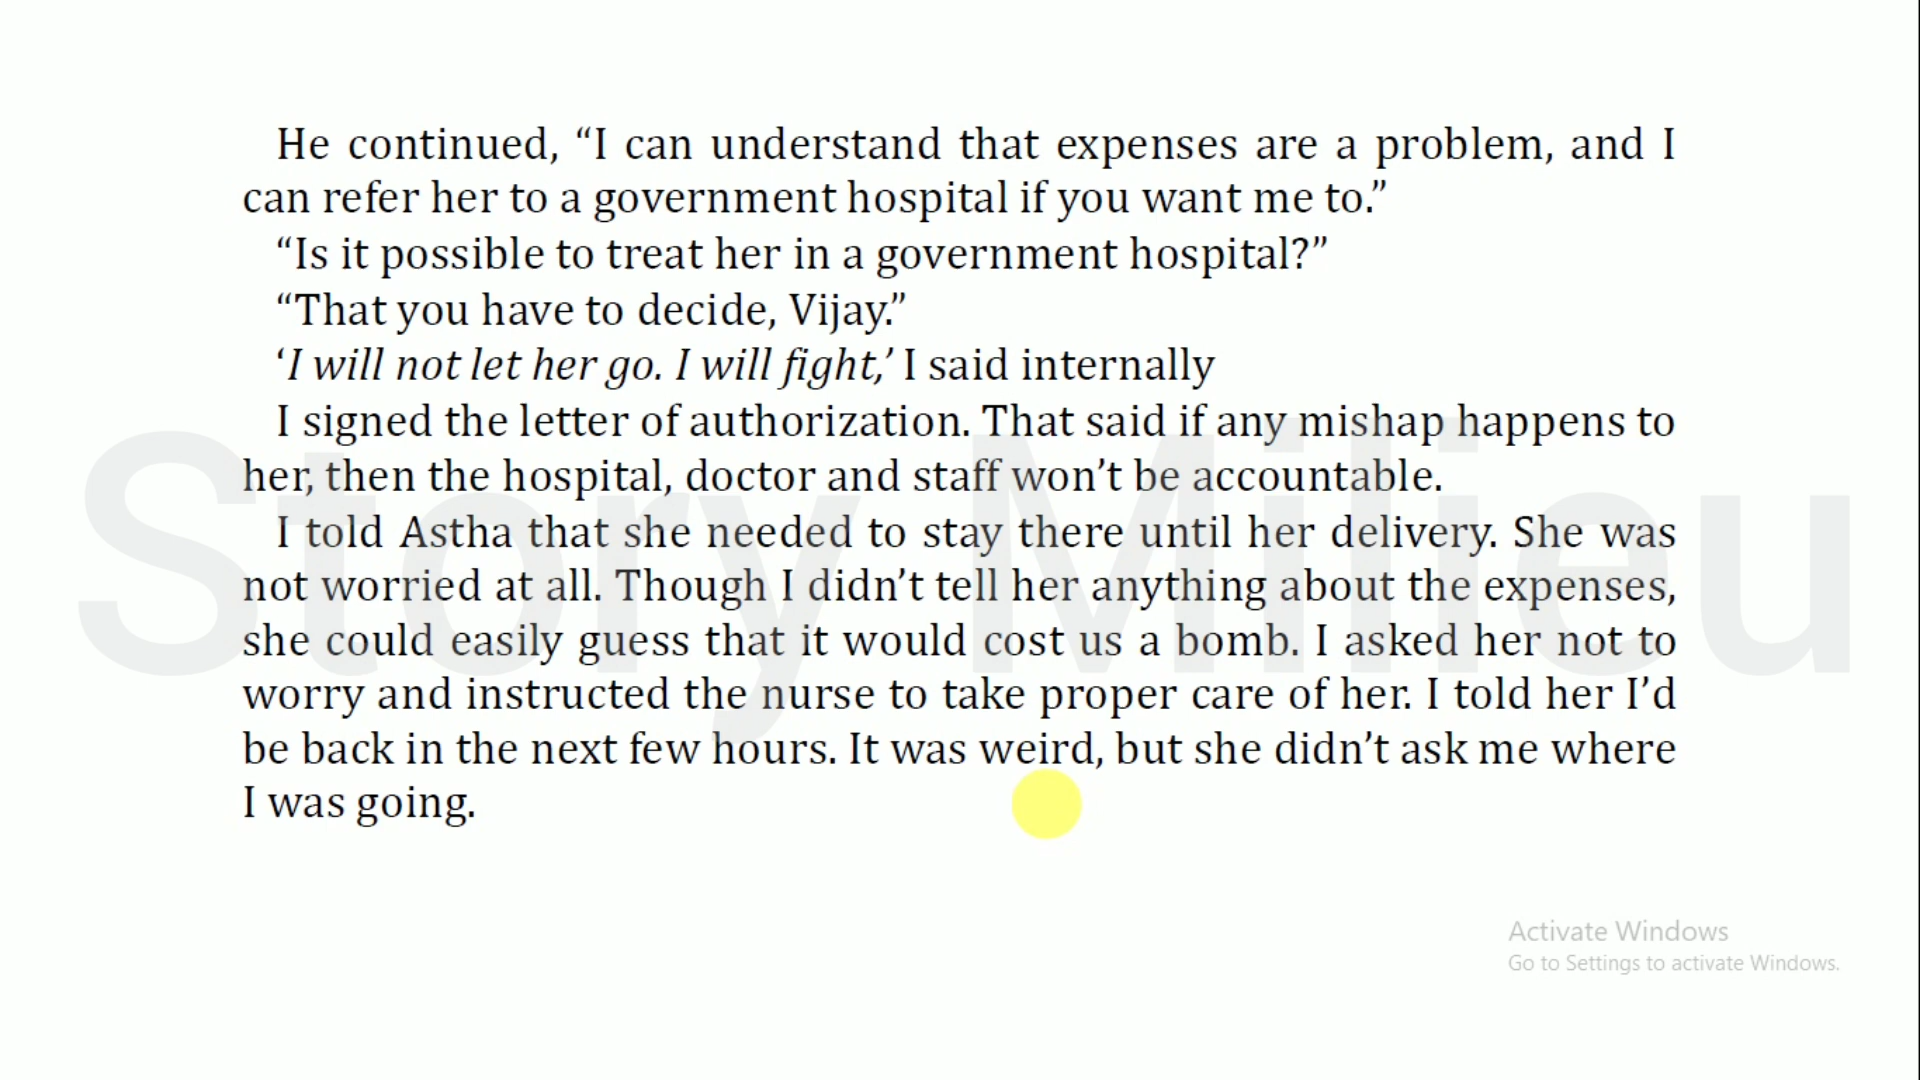 He continued, “I can understand that expenses are a problem, and I
can refer her to a government hospital if you want me to.”
“Is it possible to treat her in a government hospital?”
“That you have to decide, Vijay.”
‘I will not let her go. I will fight,’ I said internally
I signed the letter of authorization. That said if any mishap happens to
her, then the hospital, doctor and staff won’t be accountable.
I told Astha that she needed to stay there until her delivery. She was
not worried at all. Though I didn’t tell her anything about the expenses,
she could easily guess that it would cost us a bomb. I asked her not to
worry and instructed the nurse to take proper care of her. I told her I’d
be back in the next few hours. It was weird, but she didn’t ask me where
I was going.
Story Milieu
Activate Windows
Go to Settings to activate Windows.